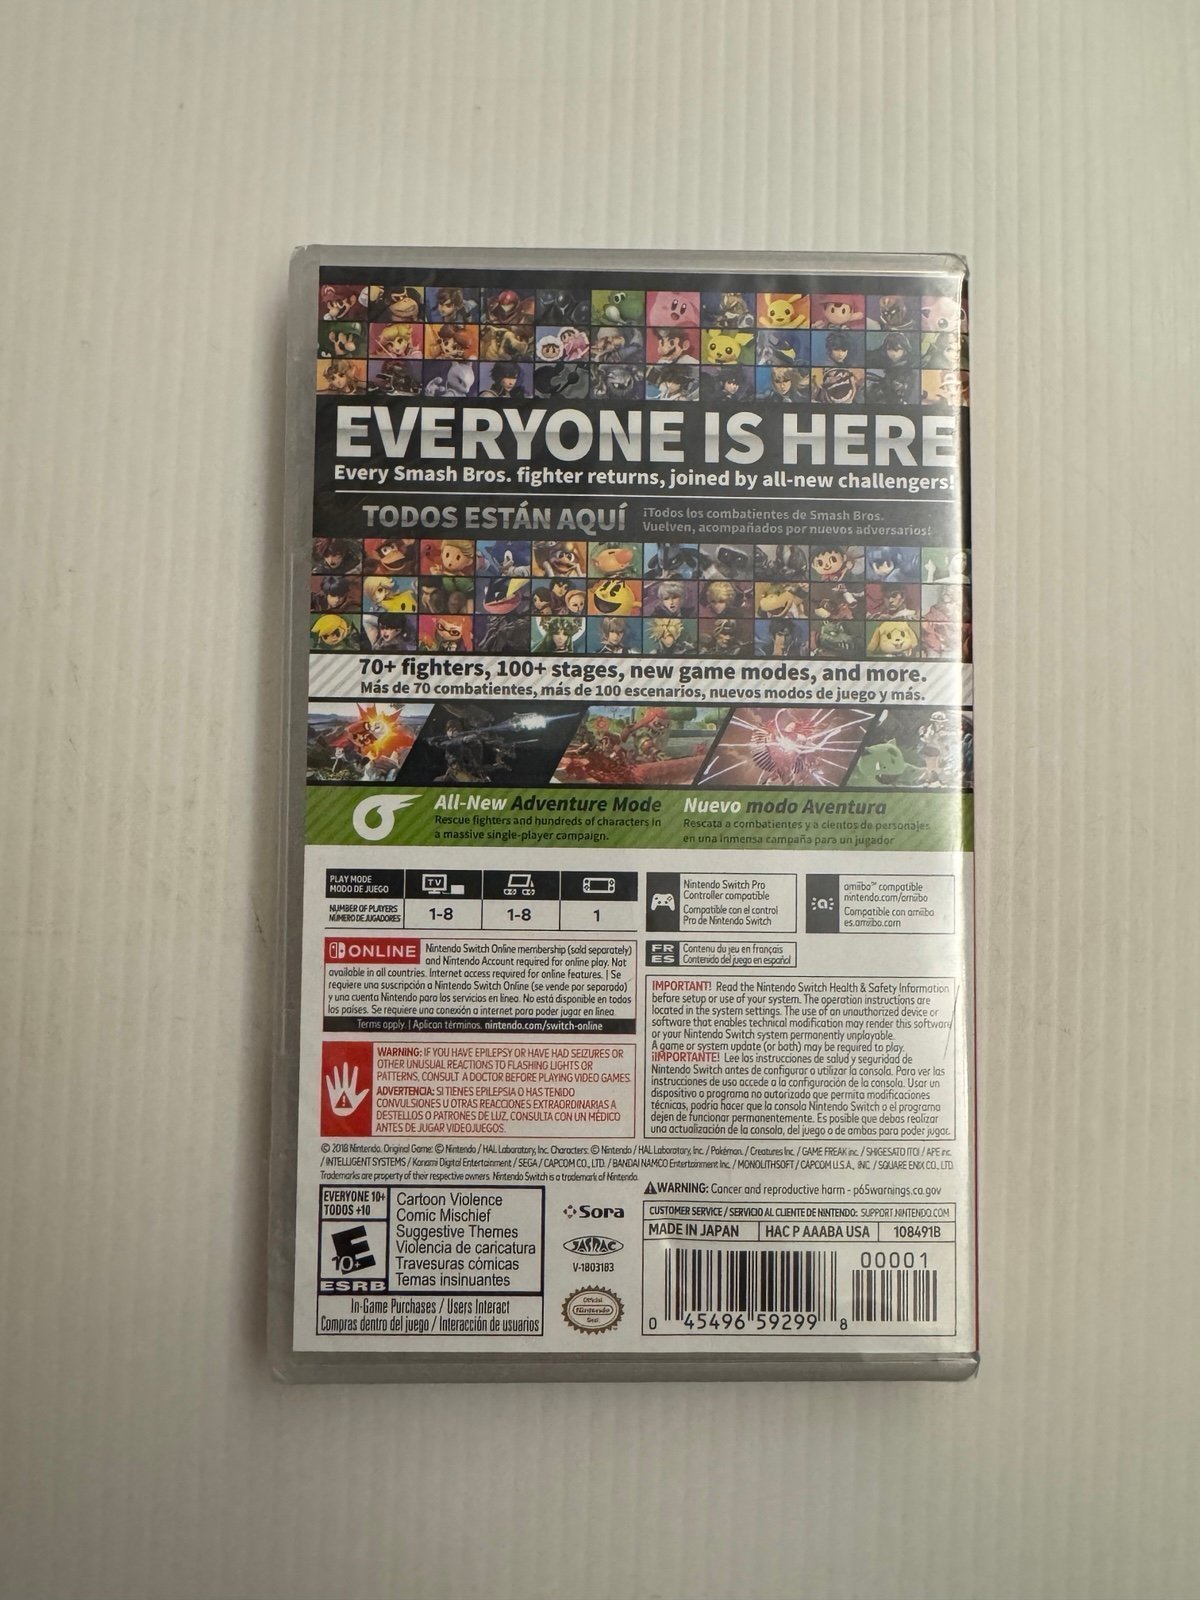 EVERYONE IS HERE
Every Smash Bros. fighter returns, joined by all-new challengers!
TODOS ESTÁN AQUÍ
¡Todos los combatientes de Smash Bros.
Vuelven, acompañados por nuevos adversarios!
70+ fighters, 100+ stages, new game modes, and more.
Más de 70 combatientes, más de 100 escenarios, nuevos modos de juego y más.
All-New Adventure Mode
Rescue fighters and hundreds of characters in
a massive single-player campaign.
Nuevo modo Aventura
Rescata a combatientes y a cientos de personajes
en una inmensa campaña para un jugador
PLAY MODE
MODO DE JUEGO
TV
NUMBER OF PLAYERS
NÚMERO DE JUGADORES
1-8
1-8
1
Nintendo Switch Pro
Controller compatible
Compatible con el control
Pro de Nintendo Switch
amiibo™ compatible
nintendo.com/amiibo
Compatible con amiibo
es.amiibo.com
FR
ES
Contenu du jeu en français
Contenido del juego en español
ONLINE
Nintendo Switch Online membership (sold separately)
and Nintendo Account required for online play. Not
available in all countries. Internet access required for online features. | Se
requiere una suscripción a Nintendo Switch Online (se vende por separado)
y una cuenta Nintendo para los servicios en línea. No está disponible en todos
los países. Se requiere una conexión a internet para poder jugar en línea.
Terms apply. | Aplican términos. nintendo.com/switch-online
WARNING: IF YOU HAVE EPILEPSY OR HAVE HAD SEIZURES OR
OTHER UNUSUAL REACTIONS TO FLASHING LIGHTS OR
PATTERNS, CONSULT A DOCTOR BEFORE PLAYING VIDEO GAMES.
ADVERTENCIA: SI TIENES EPILEPSIA O HAS TENIDO
CONVULSIONES U OTRAS REACCIONES EXTRAORDINARIAS A
DESTELLOS O PATRONES DE LUZ, CONSULTA CON UN MÉDICO
ANTES DE JUGAR VIDEOJUEGOS.
IMPORTANT! Read the Nintendo Switch Health & Safety Information
before setup or use of your system. The operation instructions are
located in the system settings. The use of an unauthorized device or
software that enables technical modification may render this software
or your Nintendo Switch system permanently unplayable.
A game or system update (or both) may be required to play.
¡IMPORTANTE! Lee las instrucciones de salud y seguridad de
Nintendo Switch antes de configurar o utilizar la consola. Para ver las
instrucciones de uso accede a la configuración de la consola. Usar un
dispositivo o programa no autorizado que permita modificaciones
técnicas, podría hacer que la consola Nintendo Switch o el programa
dejen de funcionar permanentemente. Es posible que debas realizar
una actualización de la consola, del juego o de ambas para poder jugar.
© 2018 Nintendo. Original Game: © Nintendo / HAL Laboratory, Inc. Characters: © Nintendo / HAL Laboratory, Inc. / Pokémon. / Creatures Inc. / GAME FREAK inc. / SHIGESATO ITOI / APE inc.
/ INTELLIGENT SYSTEMS / Konami Digital Entertainment / SEGA / CAPCOM CO., LTD. / BANDAI NAMCO Entertainment Inc. / MONOLITHSOFT / CAPCOM U.S.A., INC. / SQUARE ENIX CO., LTD.
Trademarks are property of their respective owners. Nintendo Switch is a trademark of Nintendo.
WARNING: Cancer and reproductive harm - p65warnings.ca.gov
EVERYONE 10+
TODOS +10
E
10+
ESRB
Cartoon Violence
Comic Mischief
Suggestive Themes
Violencia de caricatura
Travesuras cómicas
Temas insinuantes
In-Game Purchases / Users Interact
Compras dentro del juego / Interacción de usuarios
Sora
JASRAC
V-1803183
Official
Nintendo
Seal
CUSTOMER SERVICE / SERVICIO AL CLIENTE DE NINTENDO: SUPPORT.NINTENDO.COM
MADE IN JAPAN
HAC P AAABA USA
108491B
00001
0 45496 59299 8